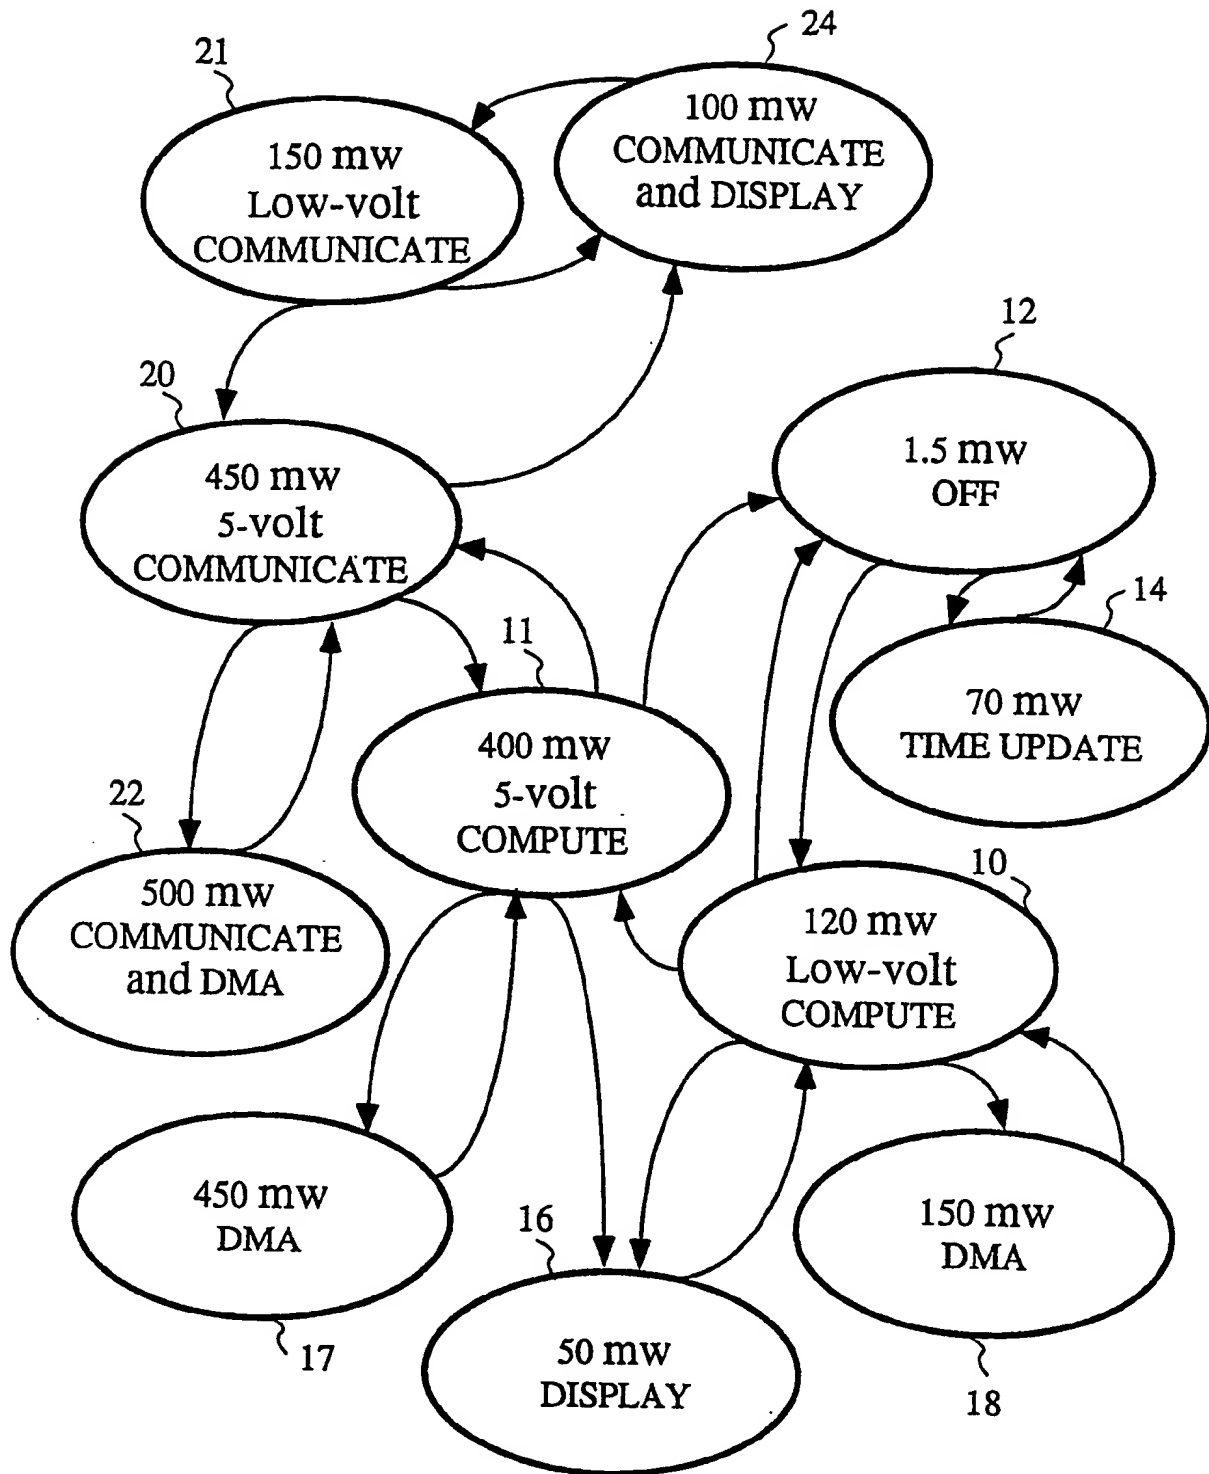 24
21
100 mw
COMMUNICATE
and DISPLAY
150 mw
Low-volt
COMMUNICATE
12
20
1.5 mw
OFF
450 mw
5-volt
COMMUNICATE
14
11
70 mw
TIME UPDATE
400 mw
5-volt
COMPUTE
22
10
500 mw
COMMUNICATE
and DMA
120 mw
Low-volt
COMPUTE
450 mw
DMA
16
150 mw
DMA
17
50 mw
DISPLAY
18